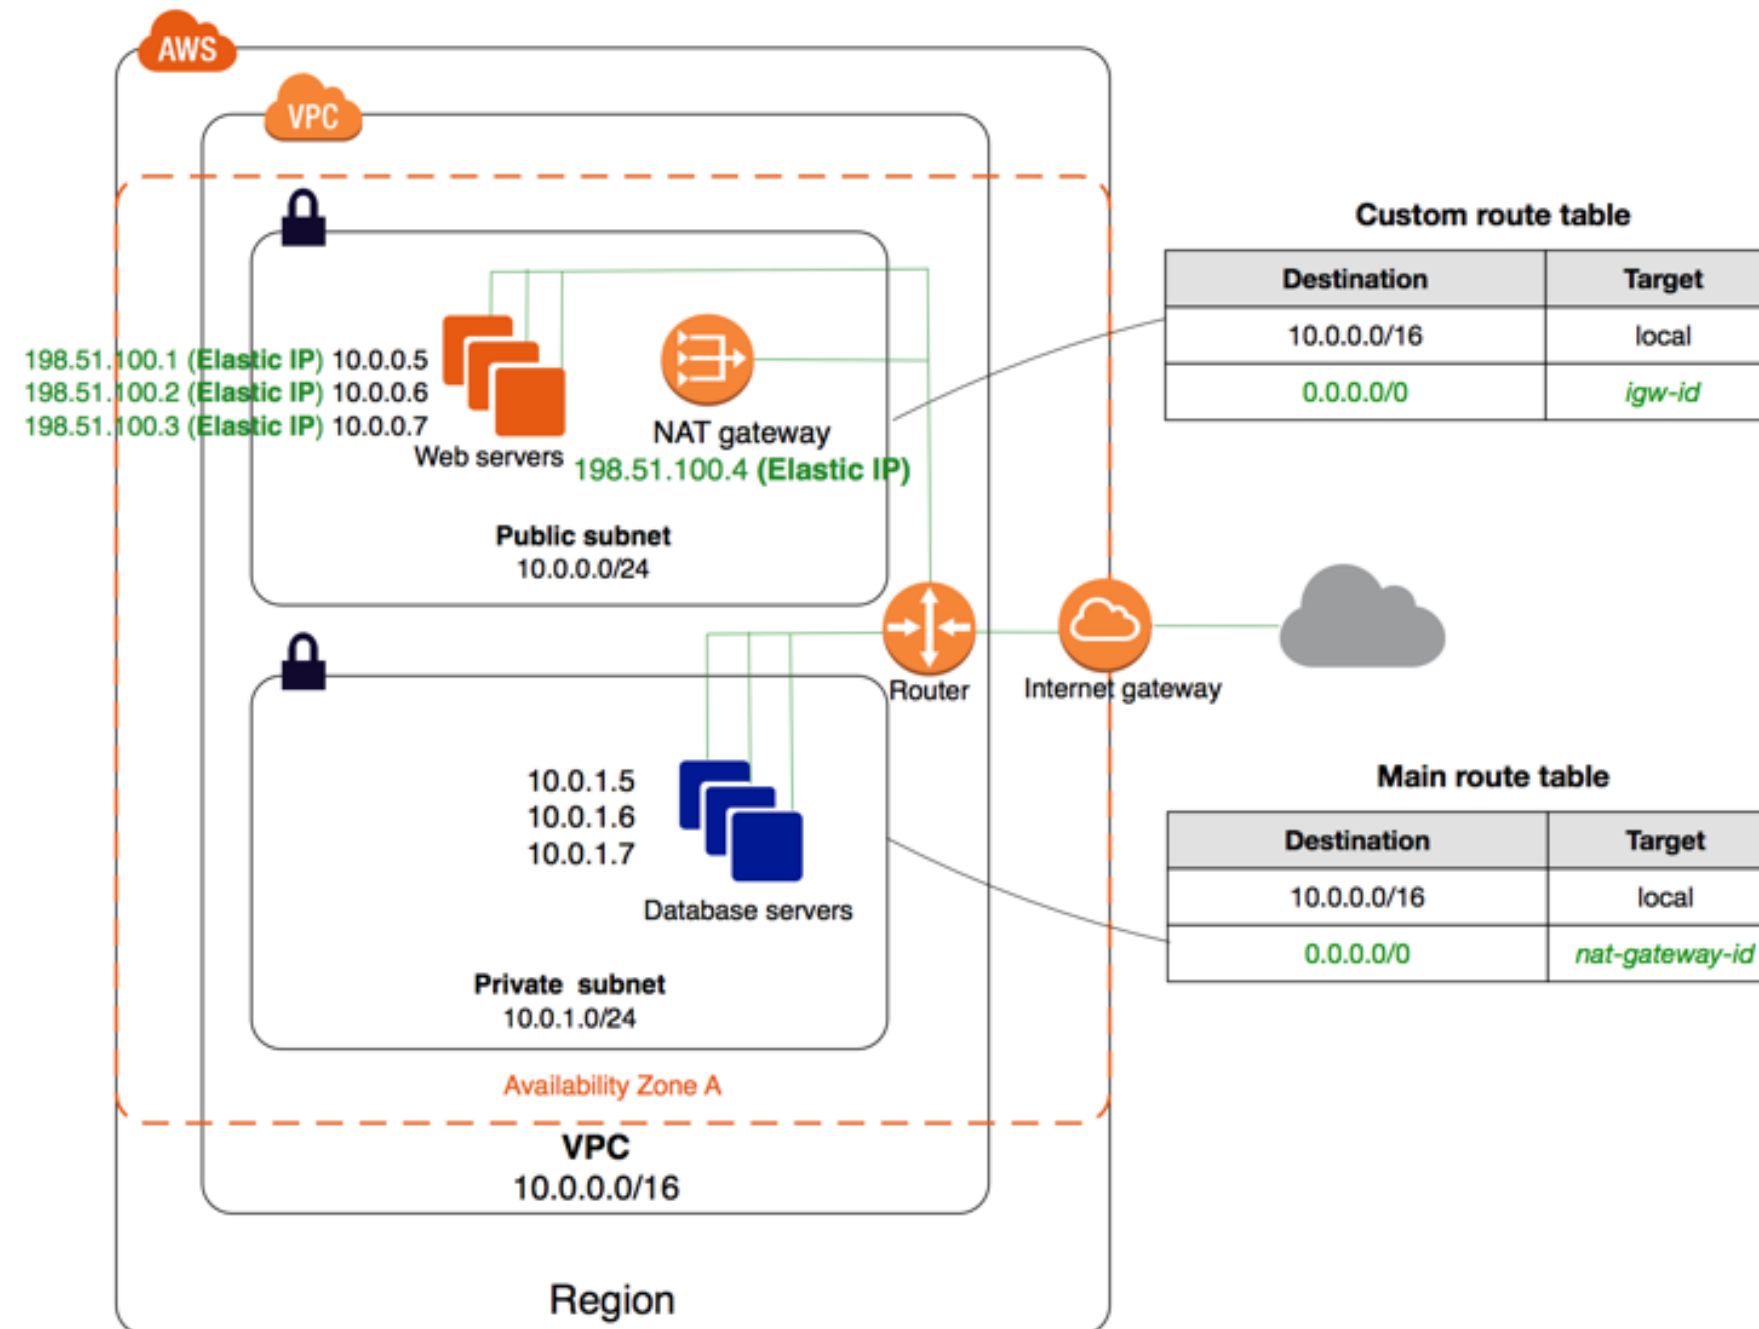 AWS
VPC
198.51.100.1 (Elastic IP) 10.0.0.5
198.51.100.2 (Elastic IP) 10.0.0.6
198.51.100.3 (Elastic IP) 10.0.0.7
Web servers
NAT gateway
198.51.100.4 (Elastic IP)
Public subnet
10.0.0.0/24
Router
Internet gateway
10.0.1.5
10.0.1.6
10.0.1.7
Database servers
Private subnet
10.0.1.0/24
Availability Zone A
VPC
10.0.0.0/16
Region
Custom route table
Destination Target
10.0.0.0/16 local
0.0.0.0/0 igw-id
Main route table
Destination Target
10.0.0.0/16 local
0.0.0.0/0 nat-gateway-id